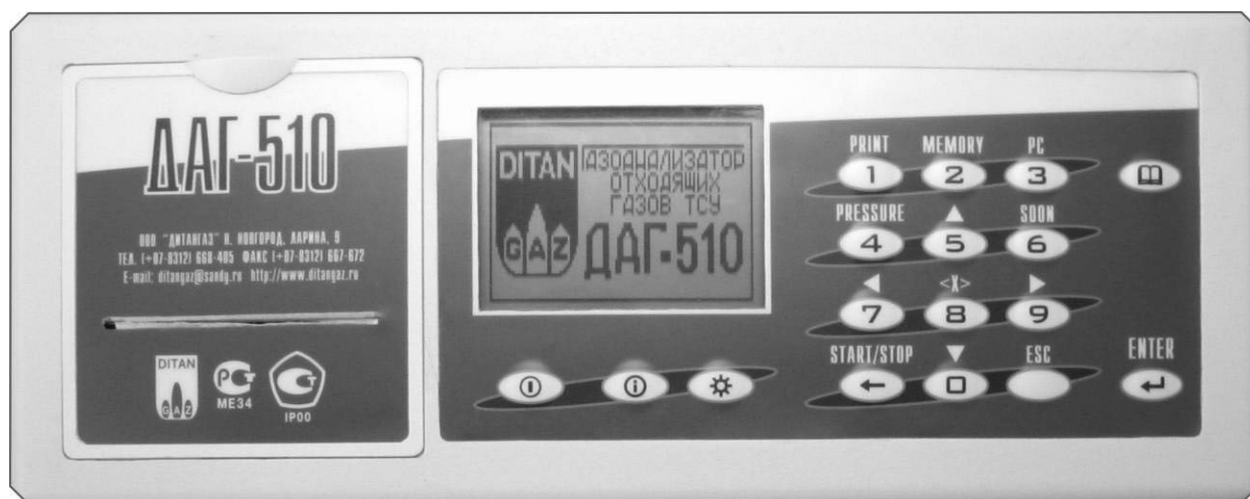 ДАГ-510
ООО "ДИТАНГАЗ" Н. НОВГОРОД, ЛАРИНА, 9
ТЕЛ. (+07-8312) 668-405 ФАКС (+07-8312) 667-672
E-mail: ditangaz@sandy.ru http://www.ditangaz.ru
DITAN
GAZ
РСТ
МЕ34
IP00
DITAN
GAZ
ГАЗОАНАЛИЗАТОР
ОТХОДЯЩИХ
ГАЗОВ ТСУ
ДАГ-510
PRINT MEMORY PC
1 2 3
PRESSURE ▲ SOON
4 5 6
◀ <X> ▶
7 8 9
START/STOP ▼ ESC ENTER
← 0 ↵